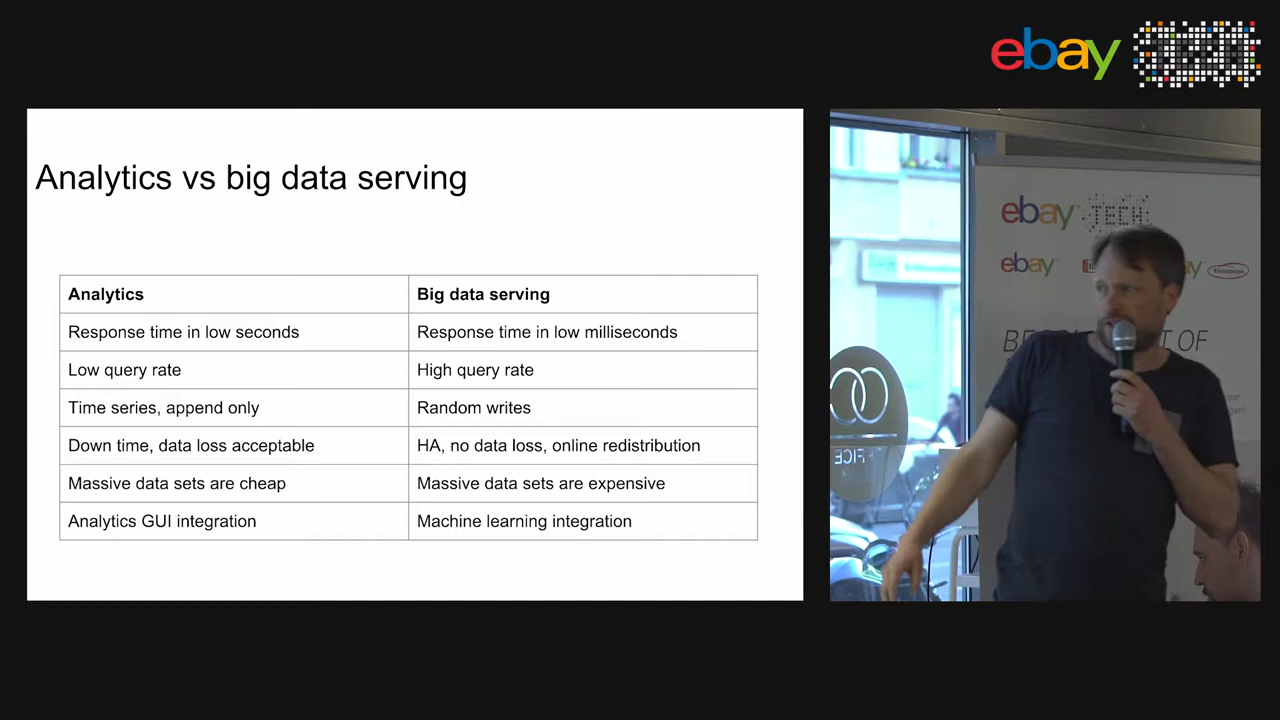 ebay
Analytics vs big data serving
Analytics
Big data serving
Response time in low seconds
Response time in low milliseconds
Low query rate
High query rate
Time series, append only
Random writes
Down time, data loss acceptable
HA, no data loss, online redistribution
Massive data sets are cheap
Massive data sets are expensive
Analytics GUI integration
Machine learning integration
ebay TECH
ebay
OF